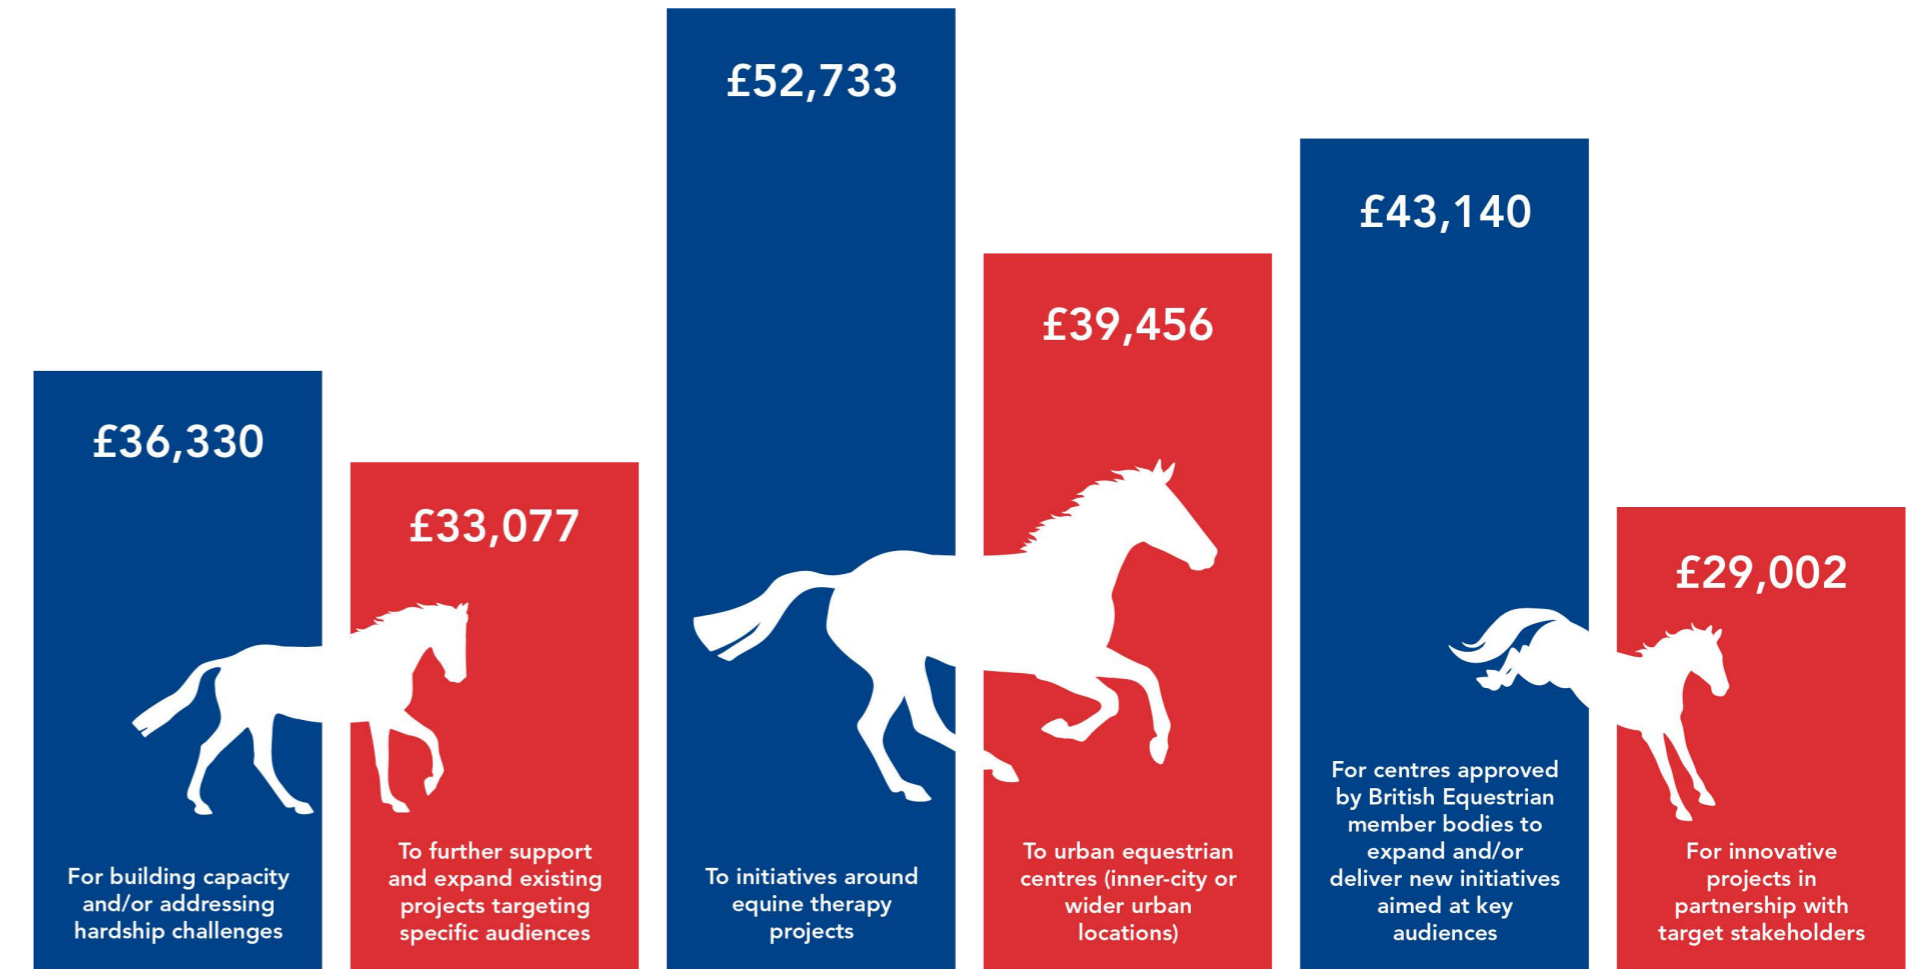 £36,330
For building capacity
and/or addressing
hardship challenges
£33,077
To further support
and expand existing
projects targeting
specific audiences
£52,733
To initiatives around
equine therapy
projects
£39,456
To urban equestrian
centres (inner-city or
wider urban
locations)
£43,140
For centres approved
by British Equestrian
member bodies to
expand and/or
deliver new initiatives
aimed at key
audiences
£29,002
For innovative
projects in
partnership with
target stakeholders